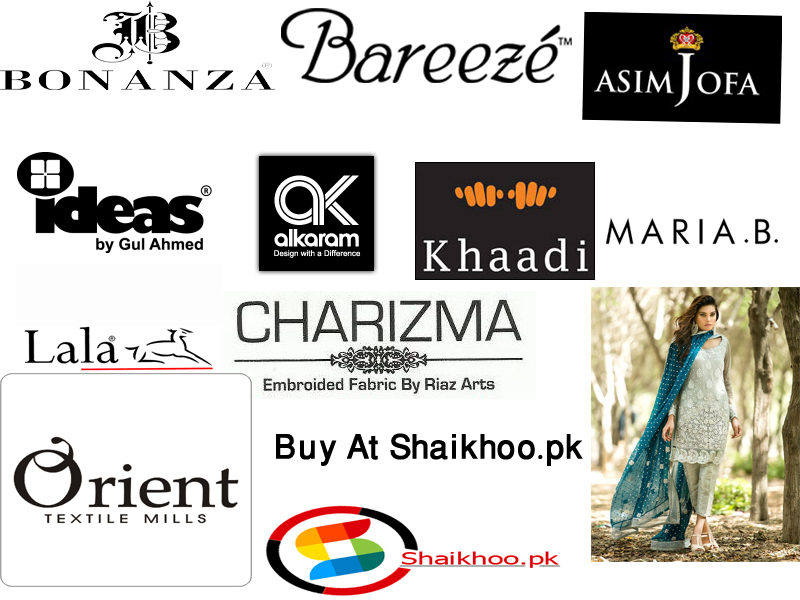 BONANZA®
Bareezé™
ASIM JOFA
ideas®
by Gul Ahmed
ak
alkaram
Design with a Difference
Khaadi
MARIA.B.
Lala®
CHARIZMA
Embroided Fabric By Riaz Arts
Orient
TEXTILE MILLS
Buy At Shaikhoo.pk
Shaikhoo.pk